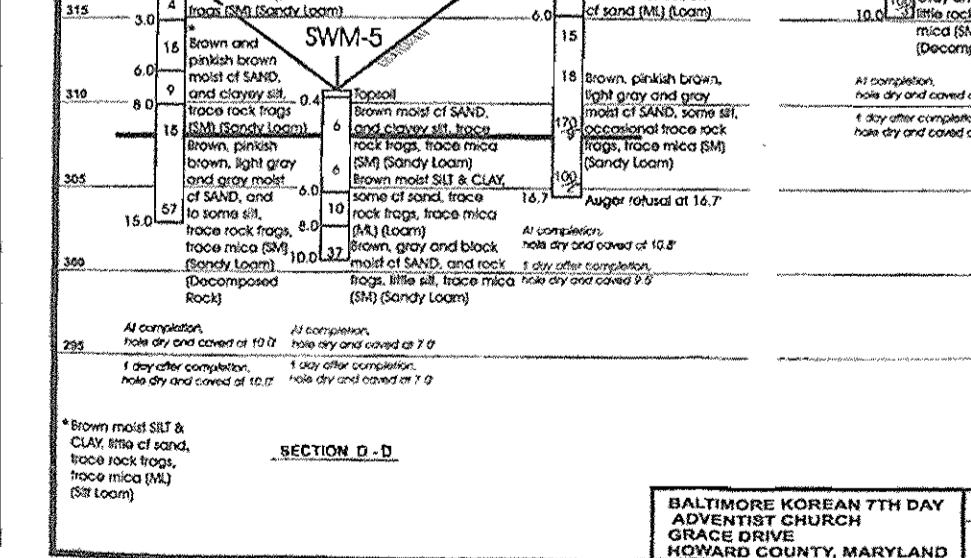 315
3.0
4
frags (SM) (Sandy Loam)
*
15
Brown and
pinkish brown
moist cf SAND,
and clayey silt,
trace rock frags
(SM) (Sandy Loam)
6.0
9
310
8.0
15
Brown, pinkish
brown, light gray
and gray moist
cf SAND, and
to some silt,
trace rock frags,
trace mica (SM)
(Sandy Loam)
(Decomposed
Rock)
305
57
15.0
300
SWM-5
0.4
Topsoil
Brown moist cf SAND,
and clayey silt, trace
rock frags, trace mica
(SM) (Sandy Loam)
6
6
6.0
Brown moist SILT & CLAY,
some cf sand, trace
rock frags, trace mica
(ML) (Loam)
10
8.0
Brown, gray and black
moist cf SAND, and rock
frags, little silt, trace mica
(SM) (Sandy Loam)
37
10.0
6.0
cf sand (ML) (Loam)
15
18
Brown, pinkish brown,
light gray and gray
moist cf SAND, some silt,
occasional trace rock
frags, trace mica (SM)
(Sandy Loam)
170
9
100
2
16.7
Auger refusal at 16.7'
At completion,
hole dry and caved at 10.8'
1 day after completion,
hole dry and caved 9.5'
10.0
little rock
mica (SM
(Decom
At completion,
hole dry and caved
1 day after completion
hole dry and caved
At completion,
hole dry and caved at 10.0'
1 day after completion,
hole dry and caved at 10.0'
At completion,
hole dry and caved at 7.0'
1 day after completion.
hole dry and caved at 7.0'
295
*Brown moist SILT &
CLAY, little cf sand,
trace rock frags,
trace mica (ML)
(Silt Loam)
SECTION D - D
BALTIMORE KOREAN 7TH DAY
ADVENTIST CHURCH
GRACE DRIVE
HOWARD COUNTY, MARYLAND